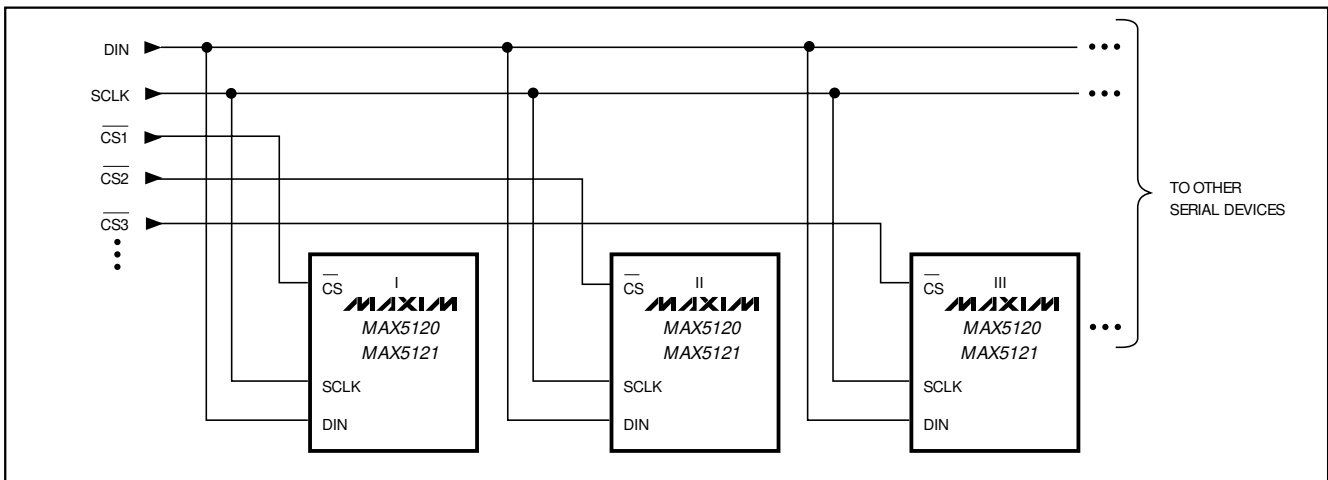 DIN
SCLK
CS1
CS2
CS3
TO OTHER
SERIAL DEVICES
CS
I
MAXIM
MAX5120
MAX5121
SCLK
DIN
CS
II
MAXIM
MAX5120
MAX5121
SCLK
DIN
CS
III
MAXIM
MAX5120
MAX5121
SCLK
DIN